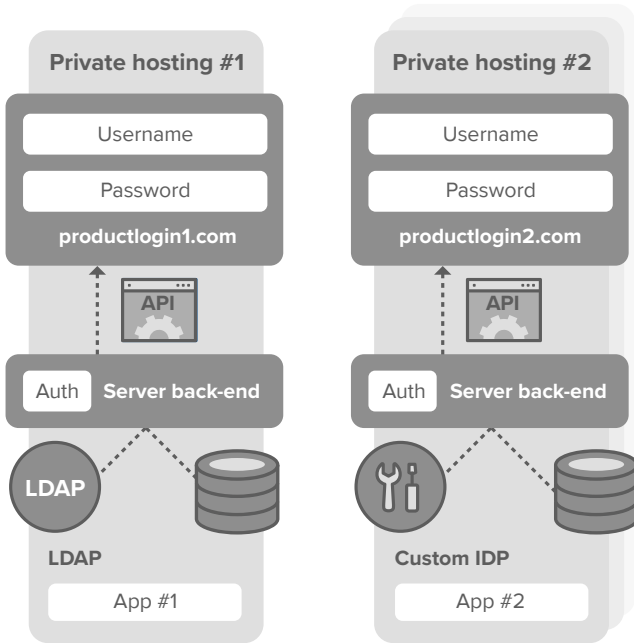 Private hosting #1
Username
Password
productlogin1.com
API
Auth Server back-end
LDAP
LDAP
App #1
Private hosting #2
Username
Password
productlogin2.com
API
Auth Server back-end
Custom IDP
App #2